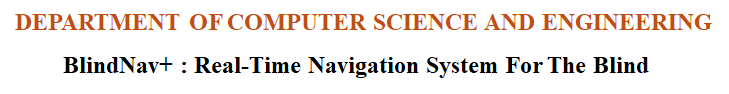 DEPARTMENT OF COMPUTER SCIENCE AND ENGINEERING
BlindNav+ : Real-Time Navigation System For The Blind